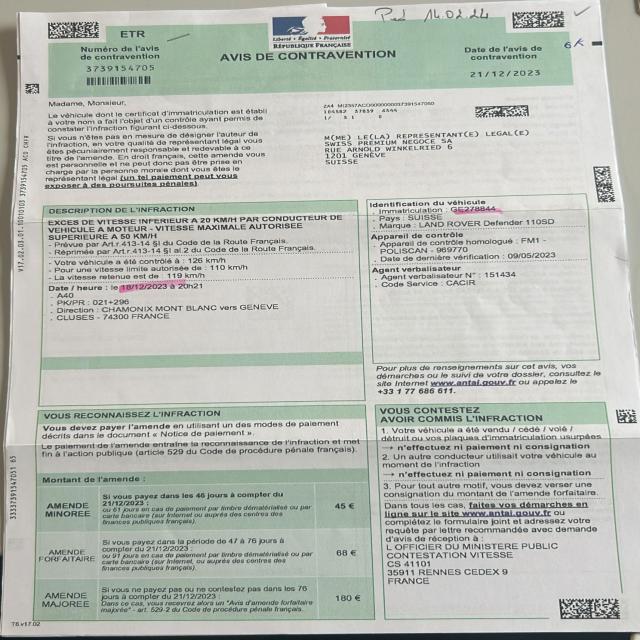 ETR
Ped 14.02.24
Liberté • Égalité • Fraternité
RÉPUBLIQUE FRANÇAISE
Numéro de l'avis
de contravention
3739154705
AVIS DE CONTRAVENTION
Date de l'avis de
contravention
21/12/2023
Madame, Monsieur,
Le véhicule dont le certificat d'immatriculation est établi
à votre nom a fait l'objet d'un contrôle ayant permis de
constater l'infraction figurant ci-dessous.
Si vous n'êtes pas en mesure de désigner l'auteur de
l'infraction, en votre qualité de représentant légal vous
êtes pécuniairement responsable et redevable à ce
titre de l'amende. En droit français, cette amende vous
est personnelle et ne peut donc pas être prise en
charge par la personne morale dont vous êtes le
représentant légal (un tel paiement peut vous
exposer à des poursuites pénales).
M(ME) LE(LA) REPRESENTANT(E) LEGAL(E)
SWISS PREMIUM NEGOCE SA
RUE ARNOLD WINKELRIED 6
1201 GENEVE
SUISSE
DESCRIPTION DE L'INFRACTION
EXCES DE VITESSE INFERIEUR A 20 KM/H PAR CONDUCTEUR DE
VEHICULE A MOTEUR - VITESSE MAXIMALE AUTORISEE
SUPERIEURE A 50 KM/H
- Prévue par Art.r.413-14 §I du Code de la Route Français.
- Réprimée par Art.r.413-14 §I al.2 du Code de la Route Français.
- Votre véhicule a été contrôlé à : 126 km/h
- Pour une vitesse limite autorisée de : 110 km/h
- La vitesse retenue est de : 119 km/h
Date / heure : le 18/12/2023 à 20h21
- A40
- PK/PR : 021+296
- Direction : CHAMONIX MONT BLANC vers GENEVE
- CLUSES - 74300 FRANCE
Identification du véhicule
- Immatriculation : GE278844
- Pays : SUISSE
- Marque : LAND ROVER Defender 110SD
Appareil de contrôle
- Appareil de contrôle homologué : FM1 -
POLISCAN - 969770
- Date de dernière vérification : 09/05/2023
Agent verbalisateur
- Agent verbalisateur N° : 151434
- Code Service : CACIR
Pour plus de renseignements sur cet avis, vos
démarches ou le suivi de votre dossier, consultez le
site Internet www.antai.gouv.fr ou appelez le
+33 1 77 686 611.
VOUS RECONNAISSEZ L'INFRACTION
Vous devez payer l'amende en utilisant un des modes de paiement
décrits dans le document « Notice de paiement ».
Le paiement de l'amende entraîne la reconnaissance de l'infraction et met
fin à l'action publique (article 529 du Code de procédure pénale français).
Montant de l'amende :
AMENDE
MINOREE
Si vous payez dans les 46 jours à compter du
21/12/2023 :
ou 61 jours en cas de paiement par timbre dématérialisé ou par
carte bancaire (sur Internet ou auprès des centres des
finances publiques français).
45 €
AMENDE
FORFAITAIRE
Si vous payez dans la période de 47 à 76 jours à
compter du 21/12/2023 :
ou 91 jours en cas de paiement par timbre dématérialisé ou par
carte bancaire (sur Internet, ou auprès des centres des
finances publiques français).
68 €
AMENDE
MAJOREE
Si vous ne payez pas ou ne contestez pas dans les 76
jours à compter du 21/12/2023 :
Dans ce cas, vous recevrez alors un "Avis d'amende forfaitaire
majorée" - art. 529-2 du Code de procédure pénale français.
180 €
VOUS CONTESTEZ
AVOIR COMMIS L'INFRACTION
1. Votre véhicule a été vendu / cédé / volé /
détruit ou vos plaques d'immatriculation usurpées
→ n'effectuez ni paiement ni consignation
2. Un autre conducteur utilisait votre véhicule au
moment de l'infraction
→ n'effectuez ni paiement ni consignation
3. Pour tout autre motif, vous devez verser une
consignation du montant de l'amende forfaitaire.
Dans tous les cas, faites vos démarches en
ligne sur le site www.antai.gouv.fr ou
complétez le formulaire joint et adressez votre
requête par lettre recommandée avec demande
d'avis de réception à :
L OFFICIER DU MINISTERE PUBLIC
CONTESTATION VITESSE
CS 41101
35911 RENNES CEDEX 9
FRANCE
T6.v17.02